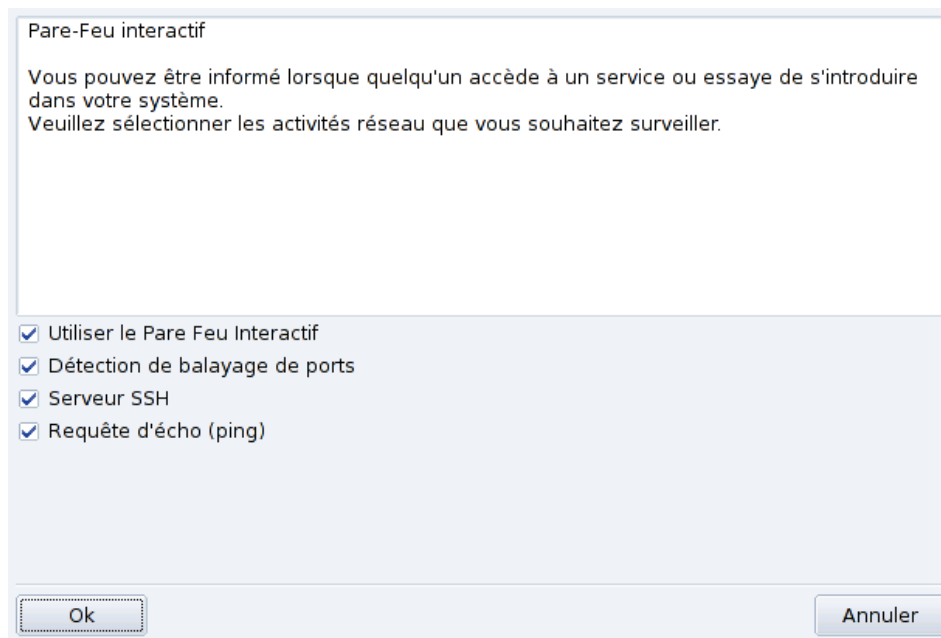 Pare-Feu interactif
Vous pouvez être informé lorsque quelqu'un accède à un service ou essaye de s'introduire
dans votre système.
Veuillez sélectionner les activités réseau que vous souhaitez surveiller.
Utiliser le Pare Feu Interactif
Détection de balayage de ports
Serveur SSH
Requête d'écho (ping)
Ok
Annuler